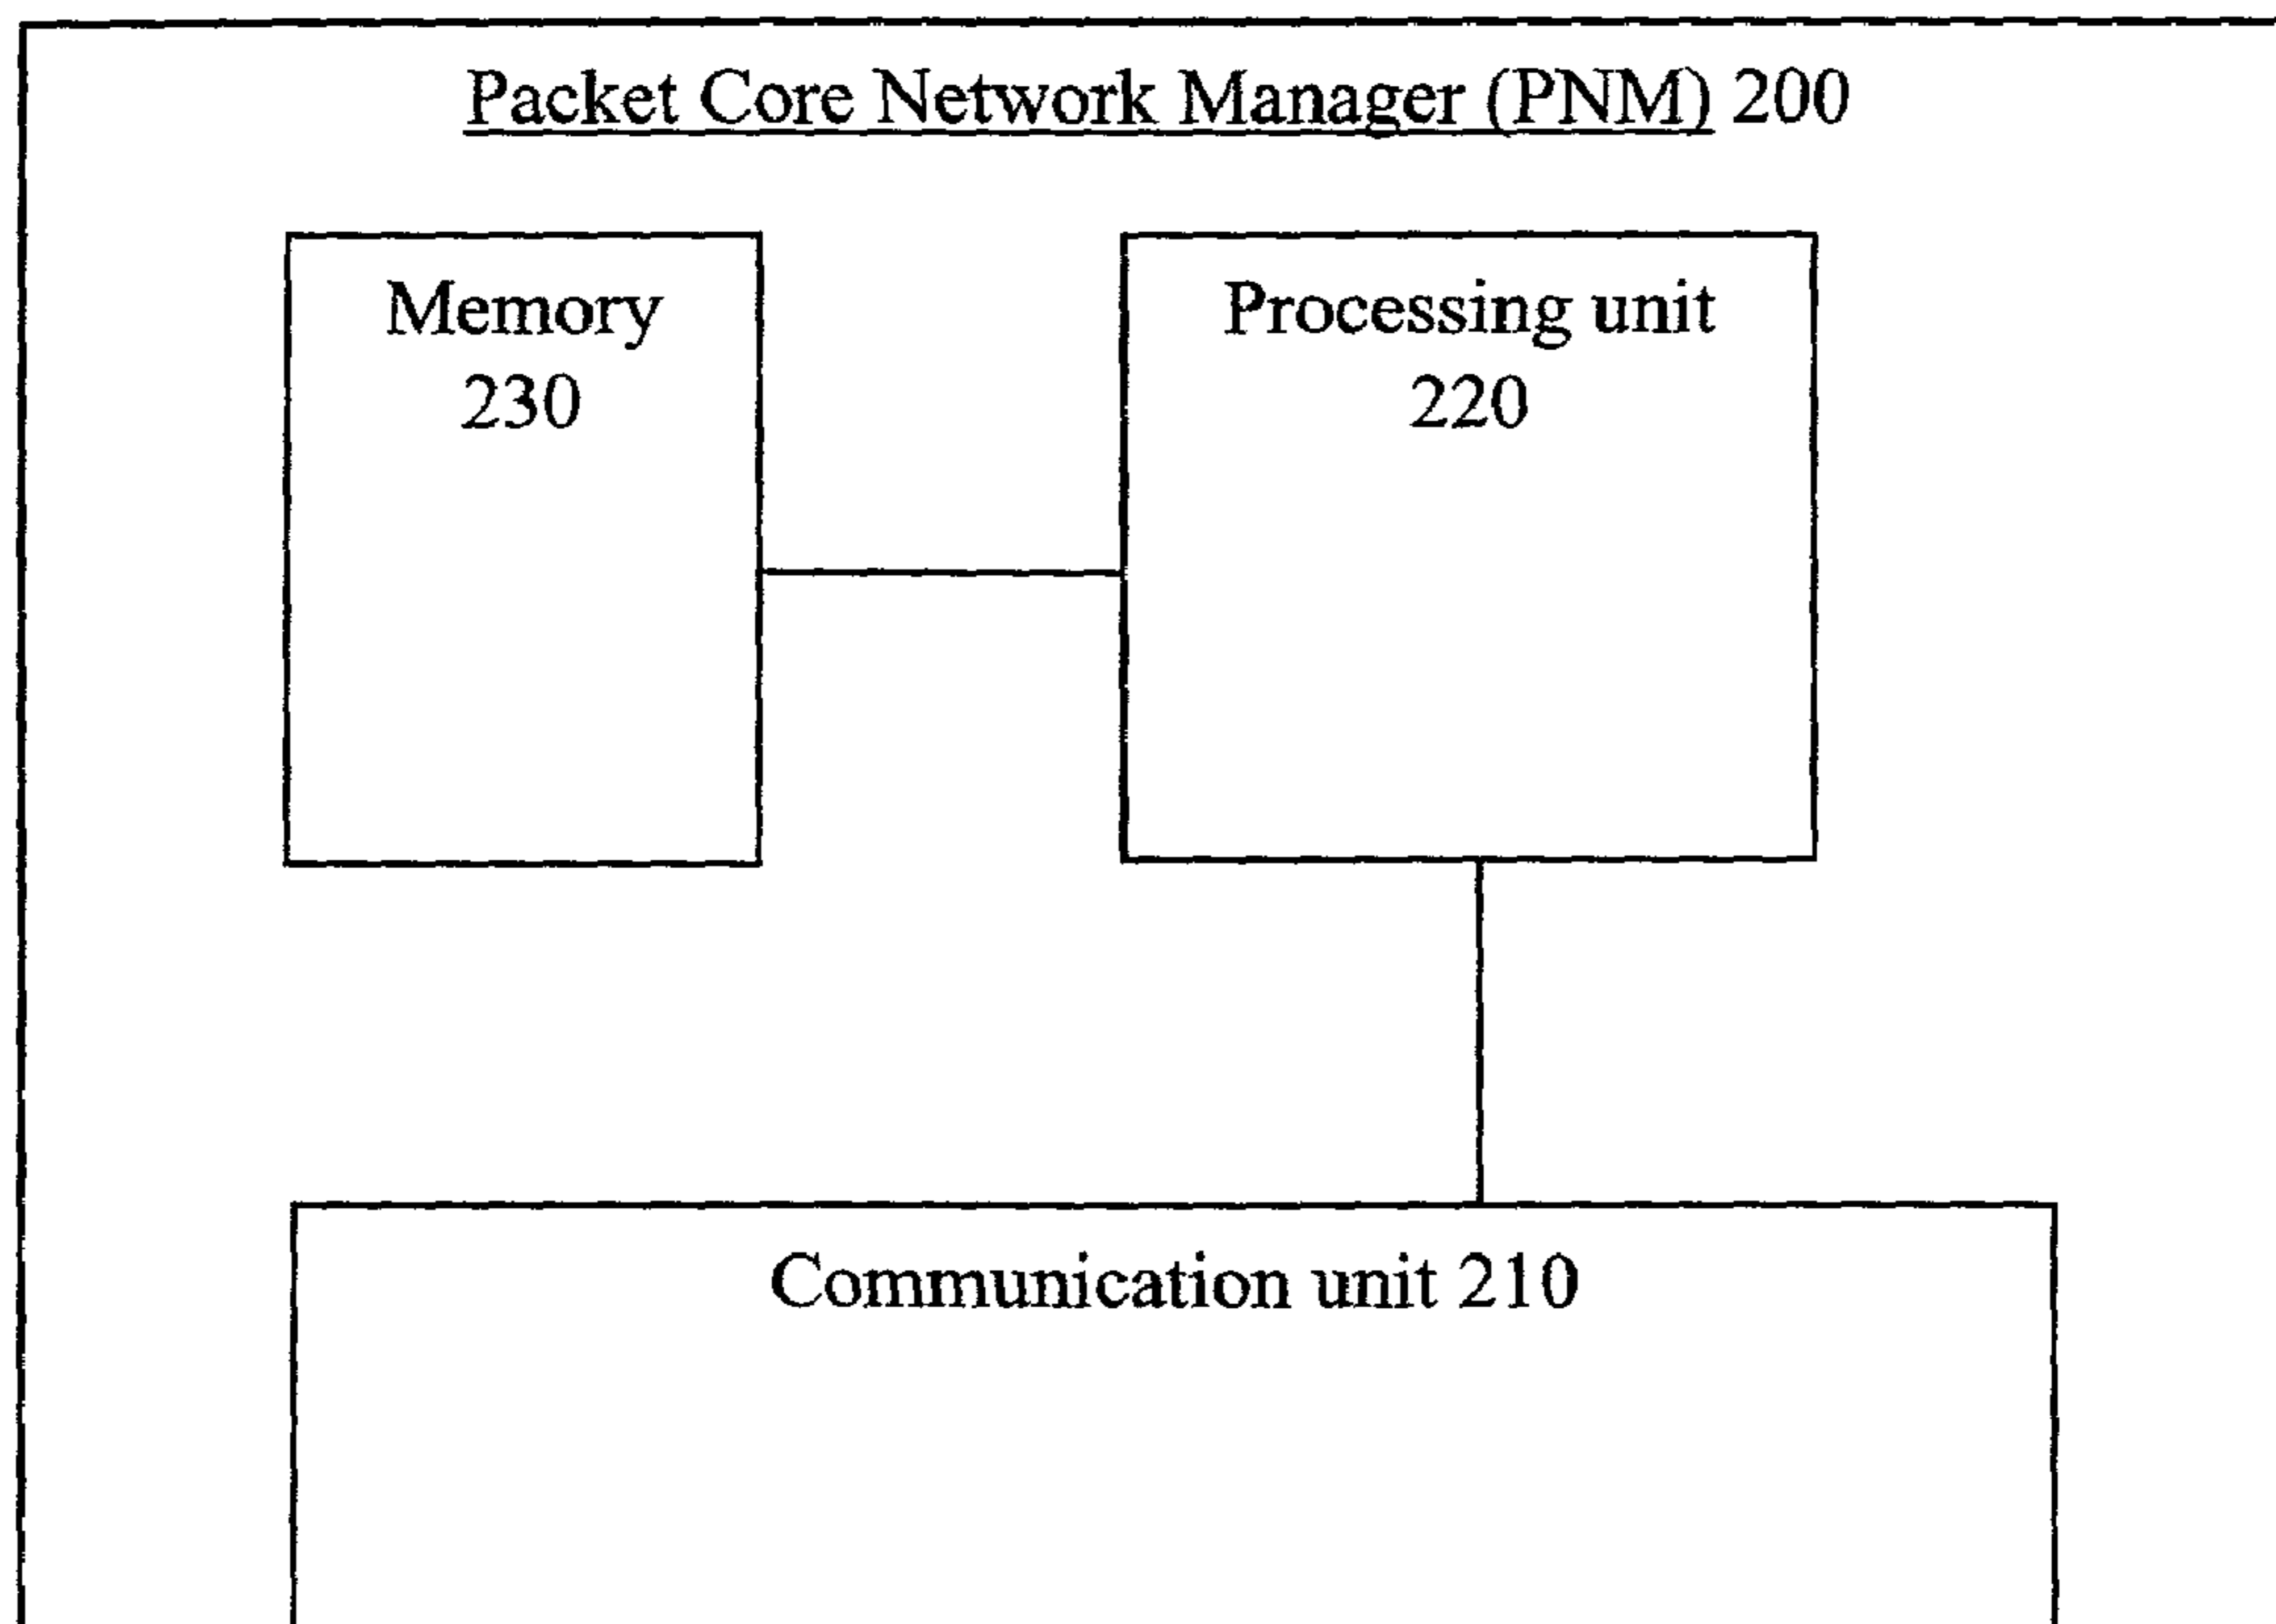 Packet Core Network Manager (PNM) 200
Memory
230
Processing unit
220
Communication unit 210